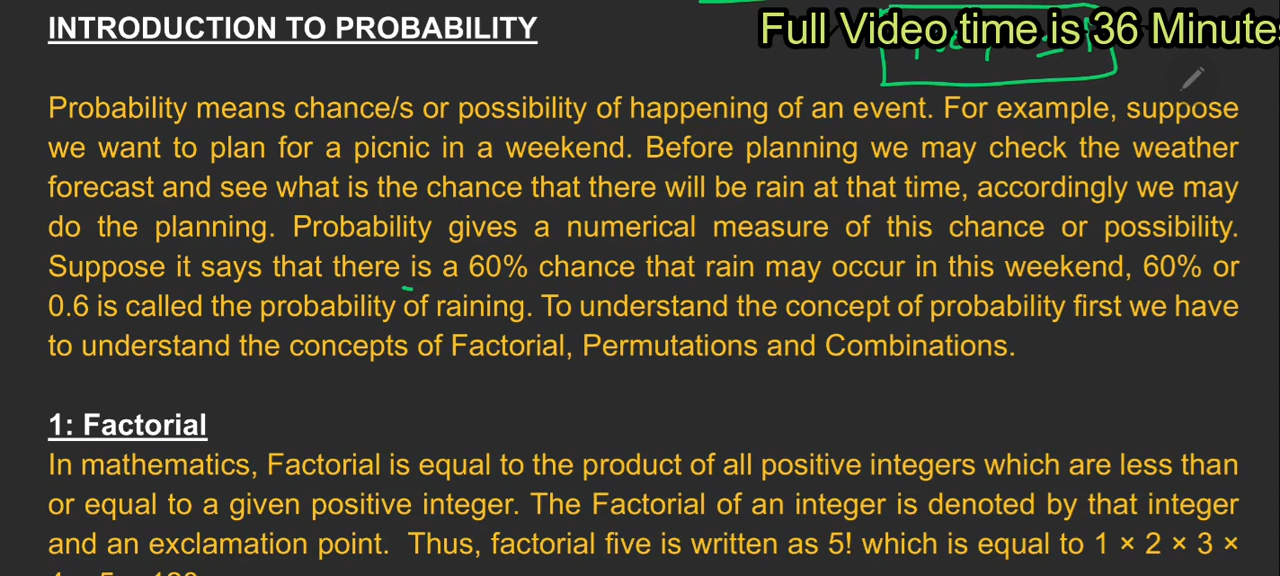 INTRODUCTION TO PROBABILITY
Full Video time is 36 Minute
Probability means chance/s or possibility of happening of an event. For example, suppose
we want to plan for a picnic in a weekend. Before planning we may check the weather
forecast and see what is the chance that there will be rain at that time, accordingly we may
do the planning. Probability gives a numerical measure of this chance or possibility.
Suppose it says that there is a 60% chance that rain may occur in this weekend, 60% or
0.6 is called the probability of raining. To understand the concept of probability first we have
to understand the concepts of Factorial, Permutations and Combinations.
1: Factorial
In mathematics, Factorial is equal to the product of all positive integers which are less than
or equal to a given positive integer. The Factorial of an integer is denoted by that integer
and an exclamation point. Thus, factorial five is written as 5! which is equal to 1 × 2 × 3 ×